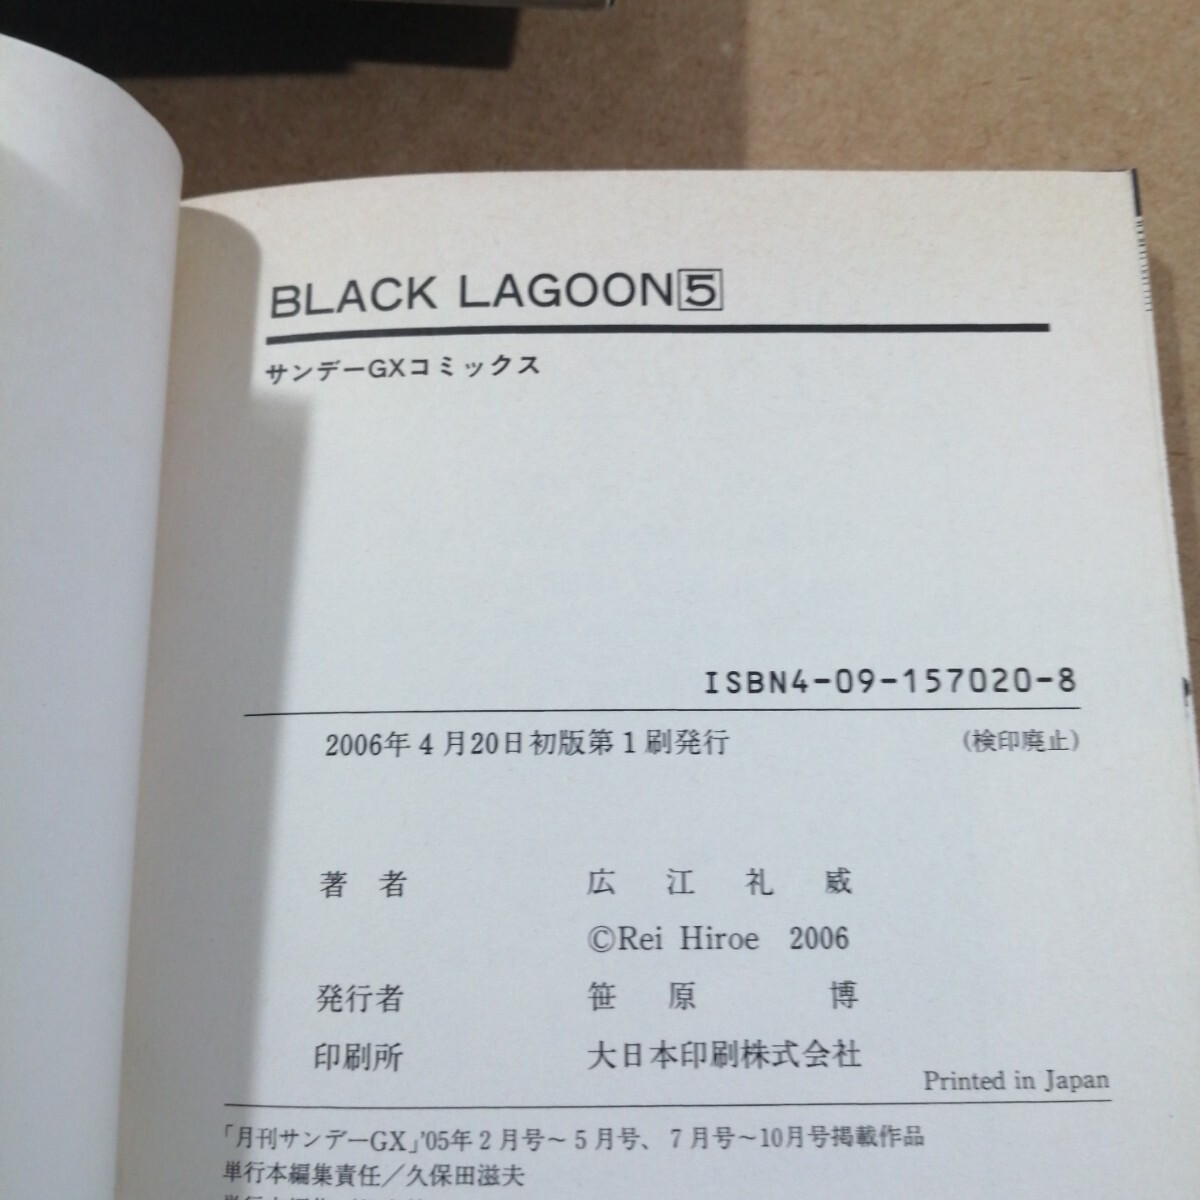 BLACK LAGOON5
サンデーGXコミックス
ISBN4-09-157020-8
2006年4月20日初版第1刷発行 (検印廃止)
著者 広江礼威
©Rei Hiroe 2006
発行者 笹原博
印刷所 大日本印刷株式会社
Printed in Japan
「月刊サンデーGX」'05年2月号～5月号、7月号～10月号掲載作品
単行本編集責任／久保田滋夫